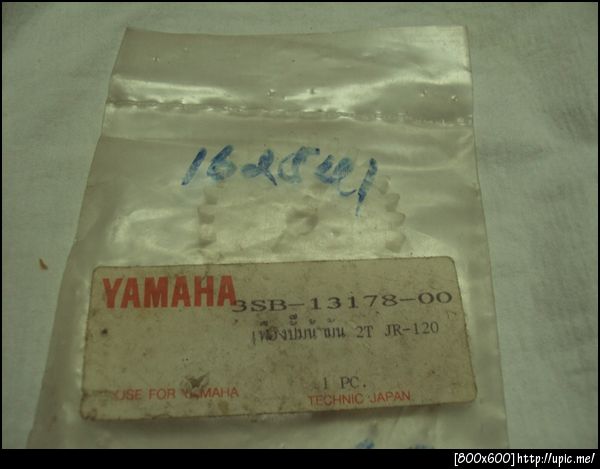 YAMAHA 3SB-13178-00
เฟืองปั๊มน้ำมัน 2T JR-120
1 PC.
USE FOR YAMAHA
TECHNIC JAPAN
[800x600]http://upic.me/